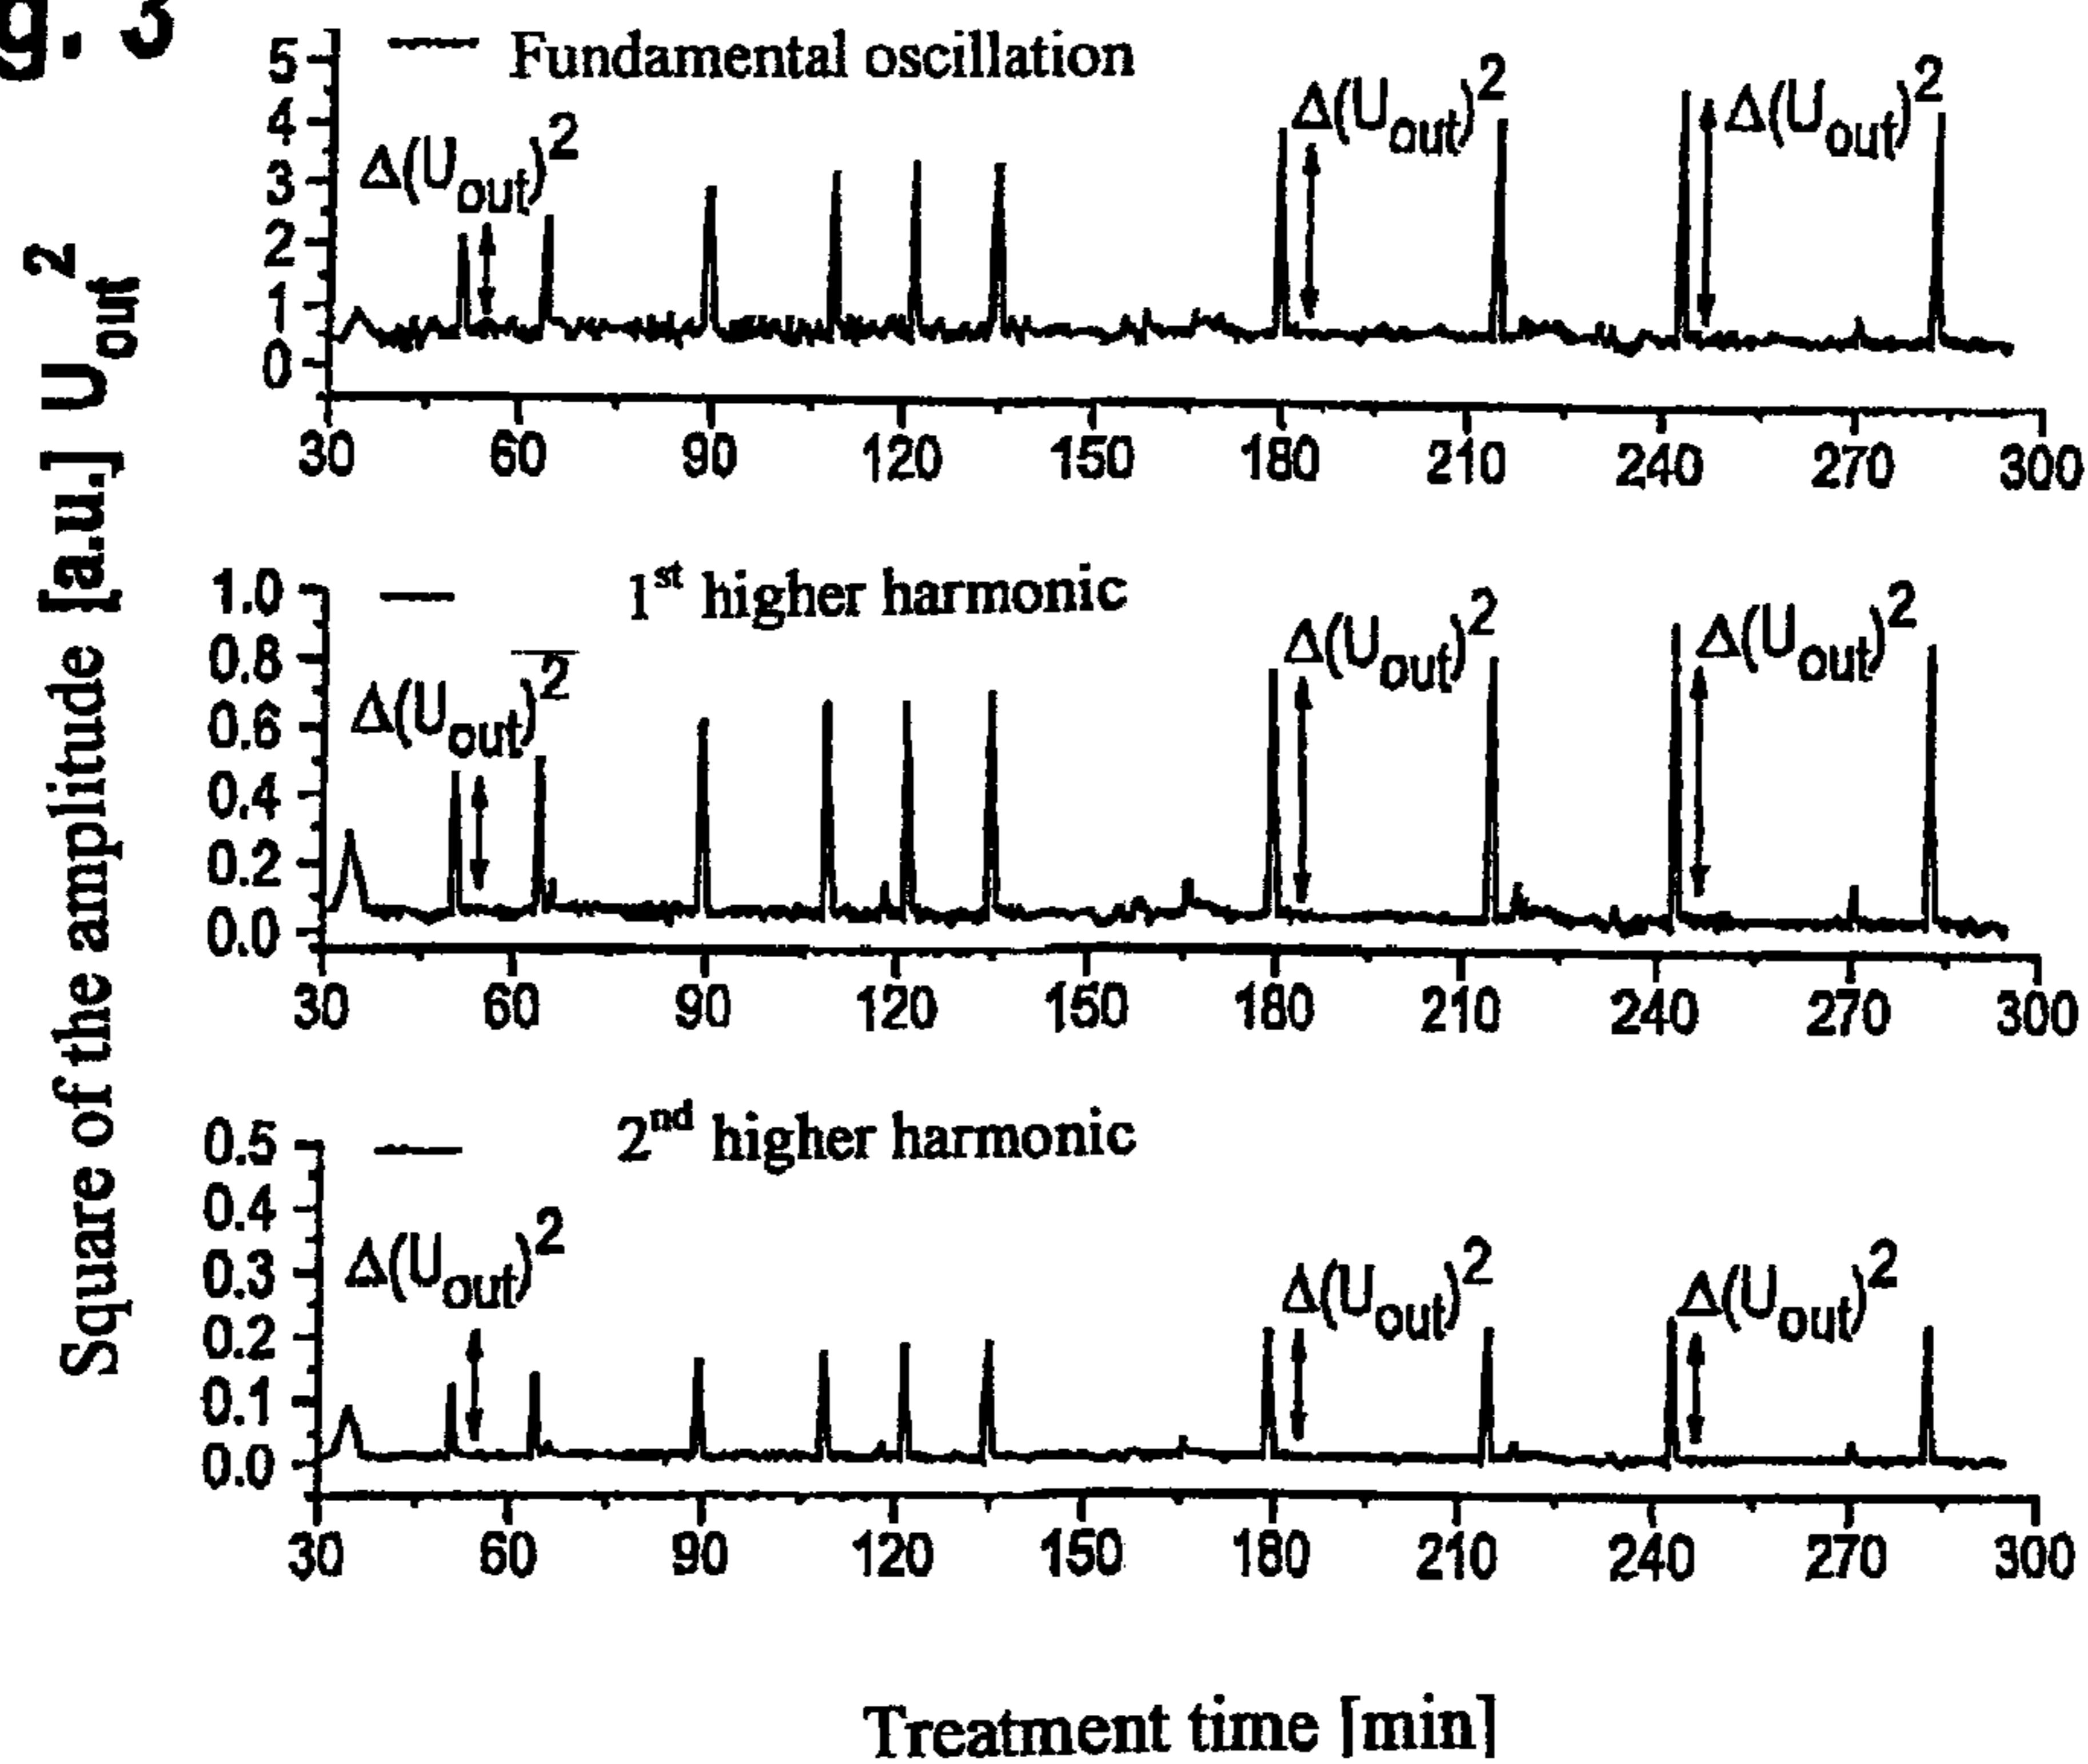 g. 3
Square of the amplitude [a.u.] U_out^2
Fundamental oscillation
5
4
3
2
1
0
Δ(U_out)^2
Δ(U_out)^2
Δ(U_out)^2
30 60 90 120 150 180 210 240 270 300
1st higher harmonic
1.0
0.8
0.6
0.4
0.2
0.0
Δ(U_out)^2
Δ(U_out)^2
Δ(U_out)^2
30 60 90 120 150 180 210 240 270 300
2nd higher harmonic
0.5
0.4
0.3
0.2
0.1
0.0
Δ(U_out)^2
Δ(U_out)^2
Δ(U_out)^2
30 60 90 120 150 180 210 240 270 300
Treatment time [min]